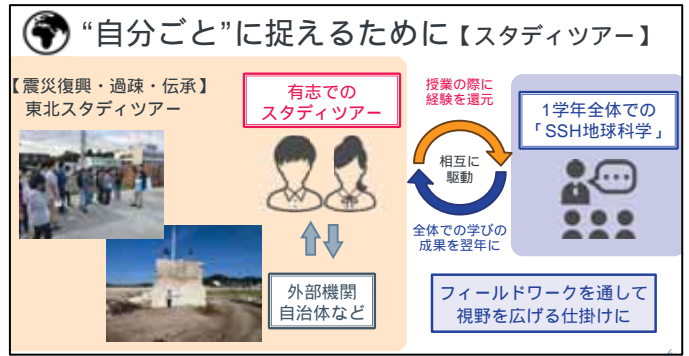 “自分ごと”に捉えるために【スタディツアー】
【震災復興・過疎・伝承】
東北スタディツアー
有志での
スタディツアー
外部機関
自治体など
授業の際に
経験を還元
相互に
駆動
全体での学びの
成果を翌年に
1学年全体での
「SSH地球科学」
フィールドワークを通して
視野を広げる仕掛けに